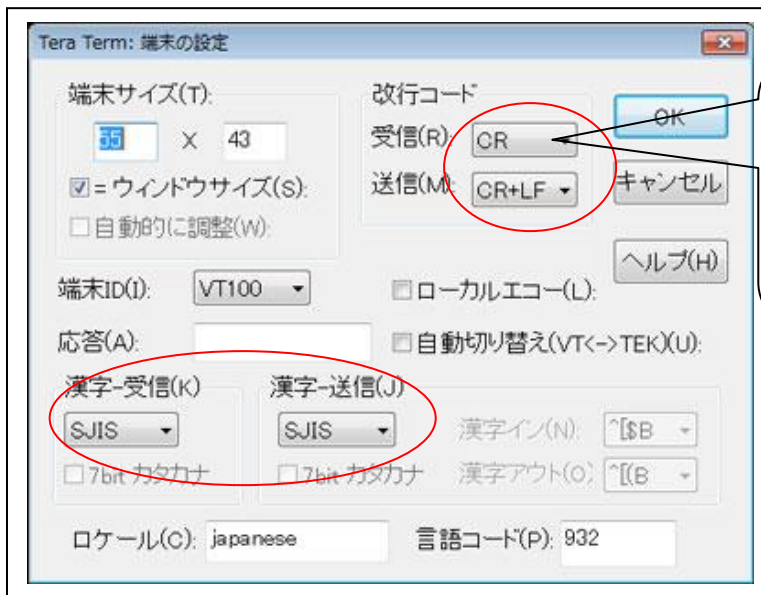 Tera Term: 端末の設定
端末サイズ(T):
55 X 43
= ウィンドウサイズ(S):
自動的に調整(W):
改行コード
受信(R): CR
送信(M): CR+LF
OK
キャンセル
ヘルプ(H)
端末ID(I): VT100
ローカルエコー(L):
応答(A):
自動切り替え(VT<->TEK)(U):
漢字-受信(K)
SJIS
7bit カタカナ
漢字-送信(J)
SJIS
7bit カタカナ
漢字イン(N): ^[$B
漢字アウト(O): ^[(B
ロケール(C): japanese
言語コード(P): 932